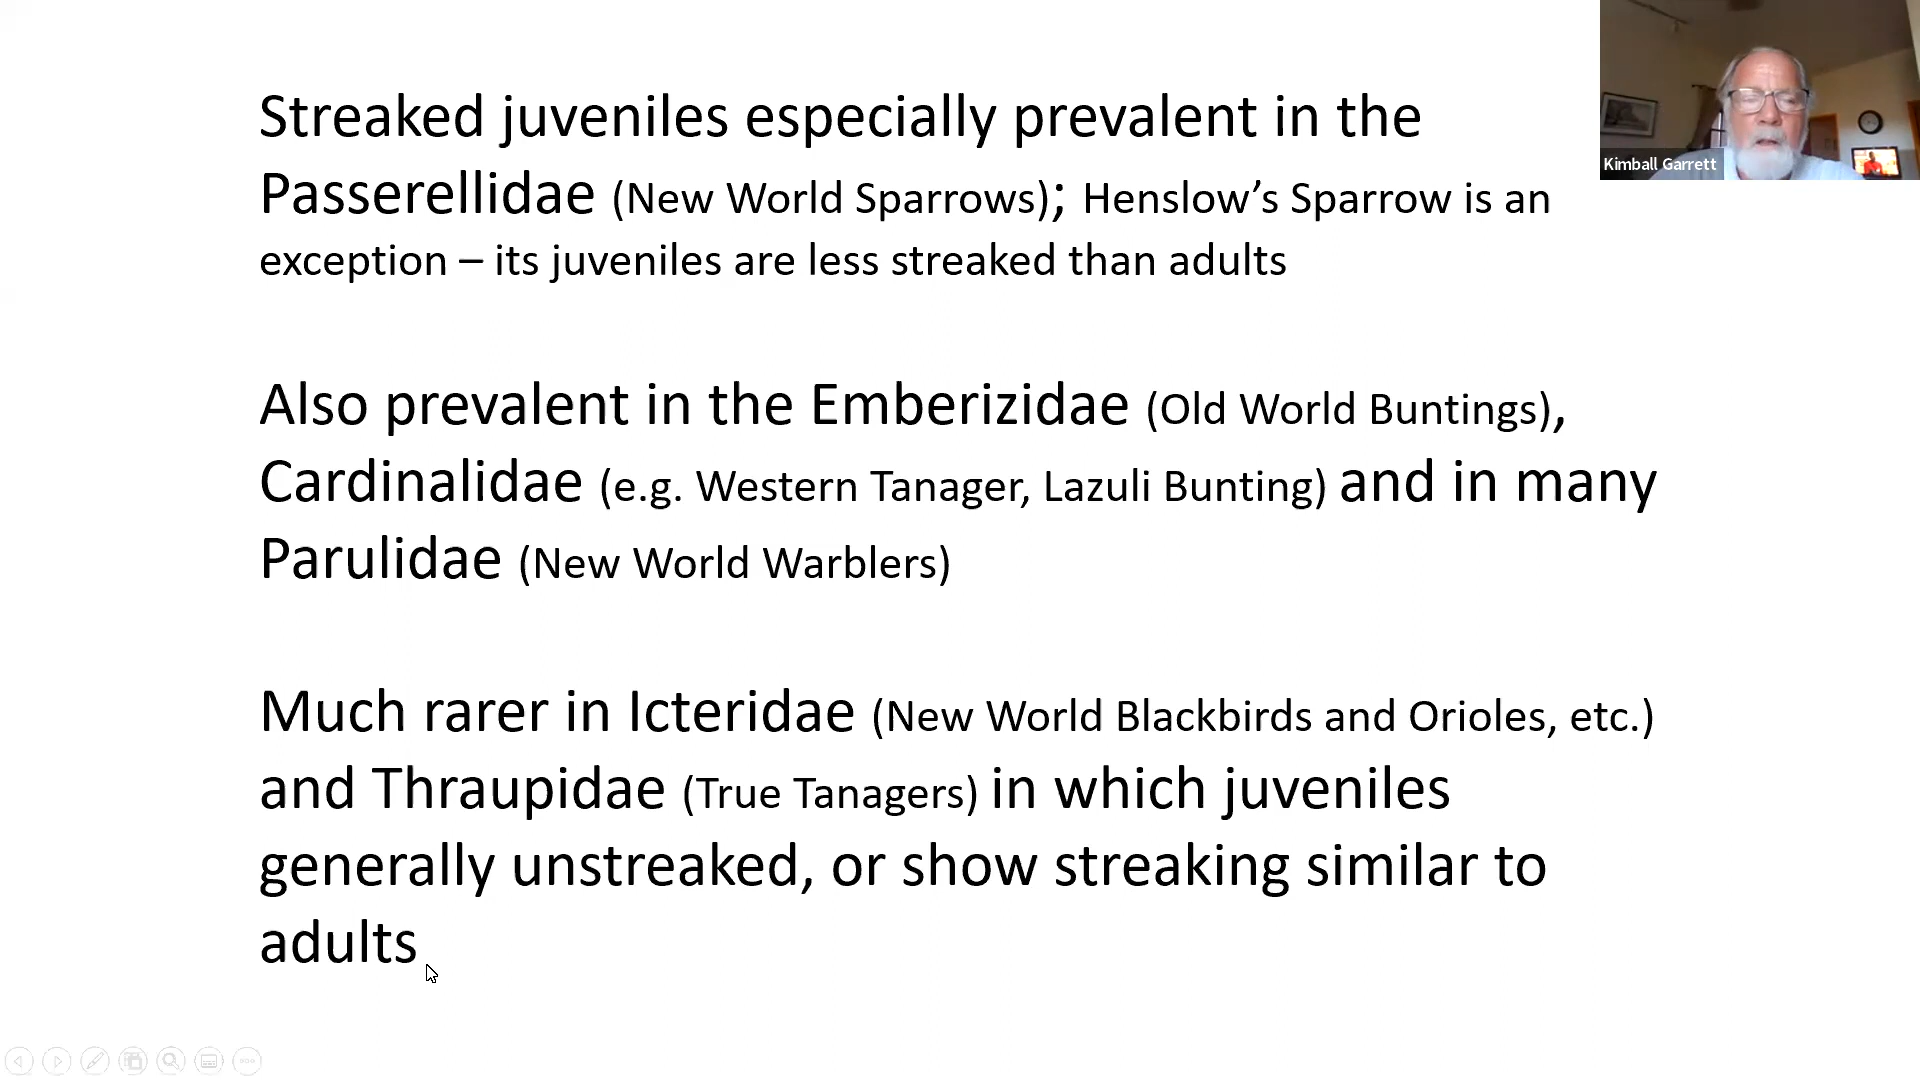 Streaked juveniles especially prevalent in the
Passerellidae (New World Sparrows); Henslow’s Sparrow is an
exception – its juveniles are less streaked than adults
Also prevalent in the Emberizidae (Old World Buntings),
Cardinalidae (e.g. Western Tanager, Lazuli Bunting) and in many
Parulidae (New World Warblers)
Much rarer in Icteridae (New World Blackbirds and Orioles, etc.)
and Thraupidae (True Tanagers) in which juveniles
generally unstreaked, or show streaking similar to
adults
Kimball Garrett